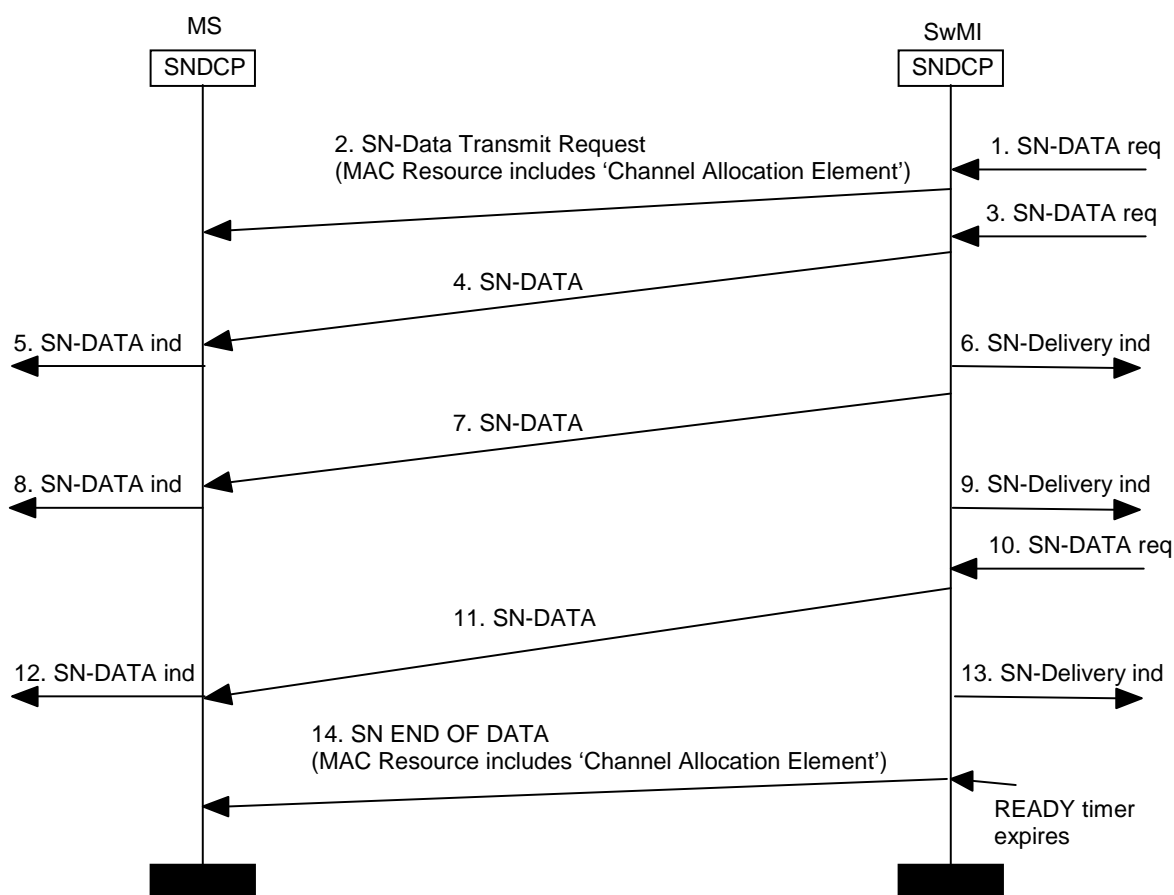 MS
SwMI
SNDCP
SNDCP
2. SN-Data Transmit Request
(MAC Resource includes ‘Channel Allocation Element’)
1. SN-DATA req
3. SN-DATA req
4. SN-DATA
5. SN-DATA ind
6. SN-Delivery ind
7. SN-DATA
8. SN-DATA ind
9. SN-Delivery ind
10. SN-DATA req
11. SN-DATA
12. SN-DATA ind
13. SN-Delivery ind
14. SN END OF DATA
(MAC Resource includes ‘Channel Allocation Element’)
READY timer
expires